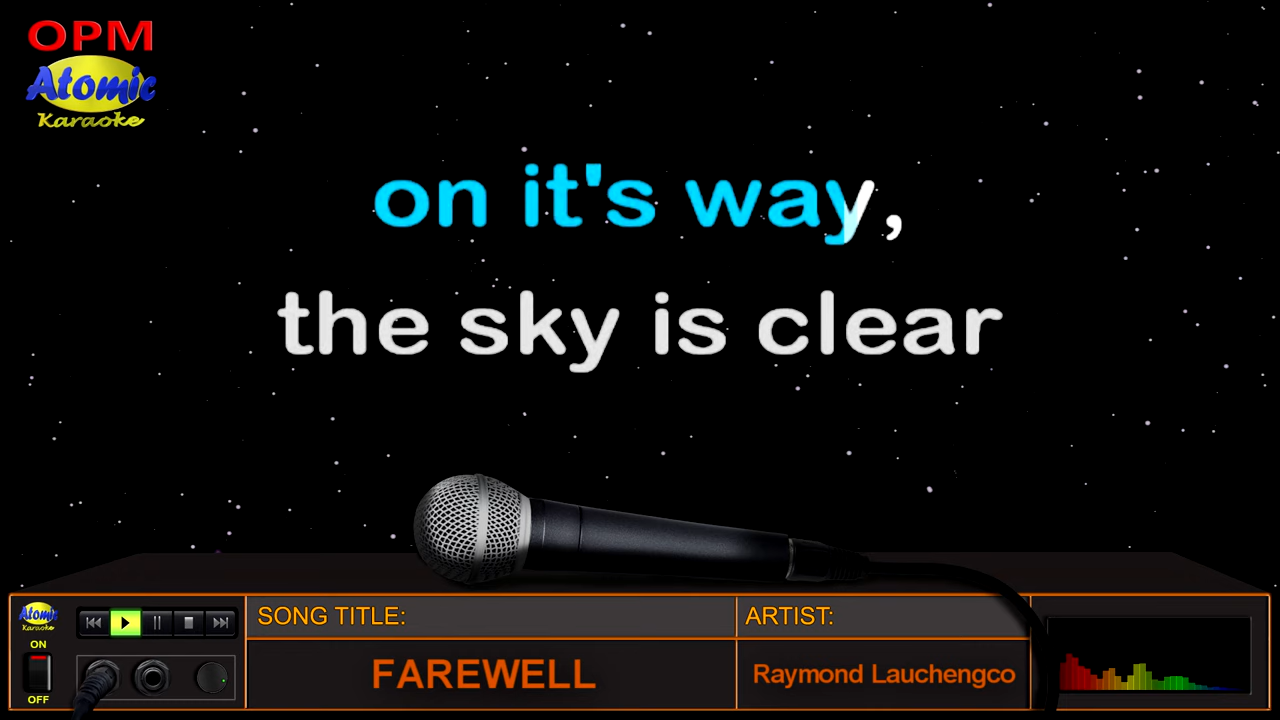 OPM
Atomic
Karaoke
on it's way,
the sky is clear
Atomic
Karaoke
ON
OFF
SONG TITLE:
ARTIST:
FAREWELL
Raymond Lauchengco